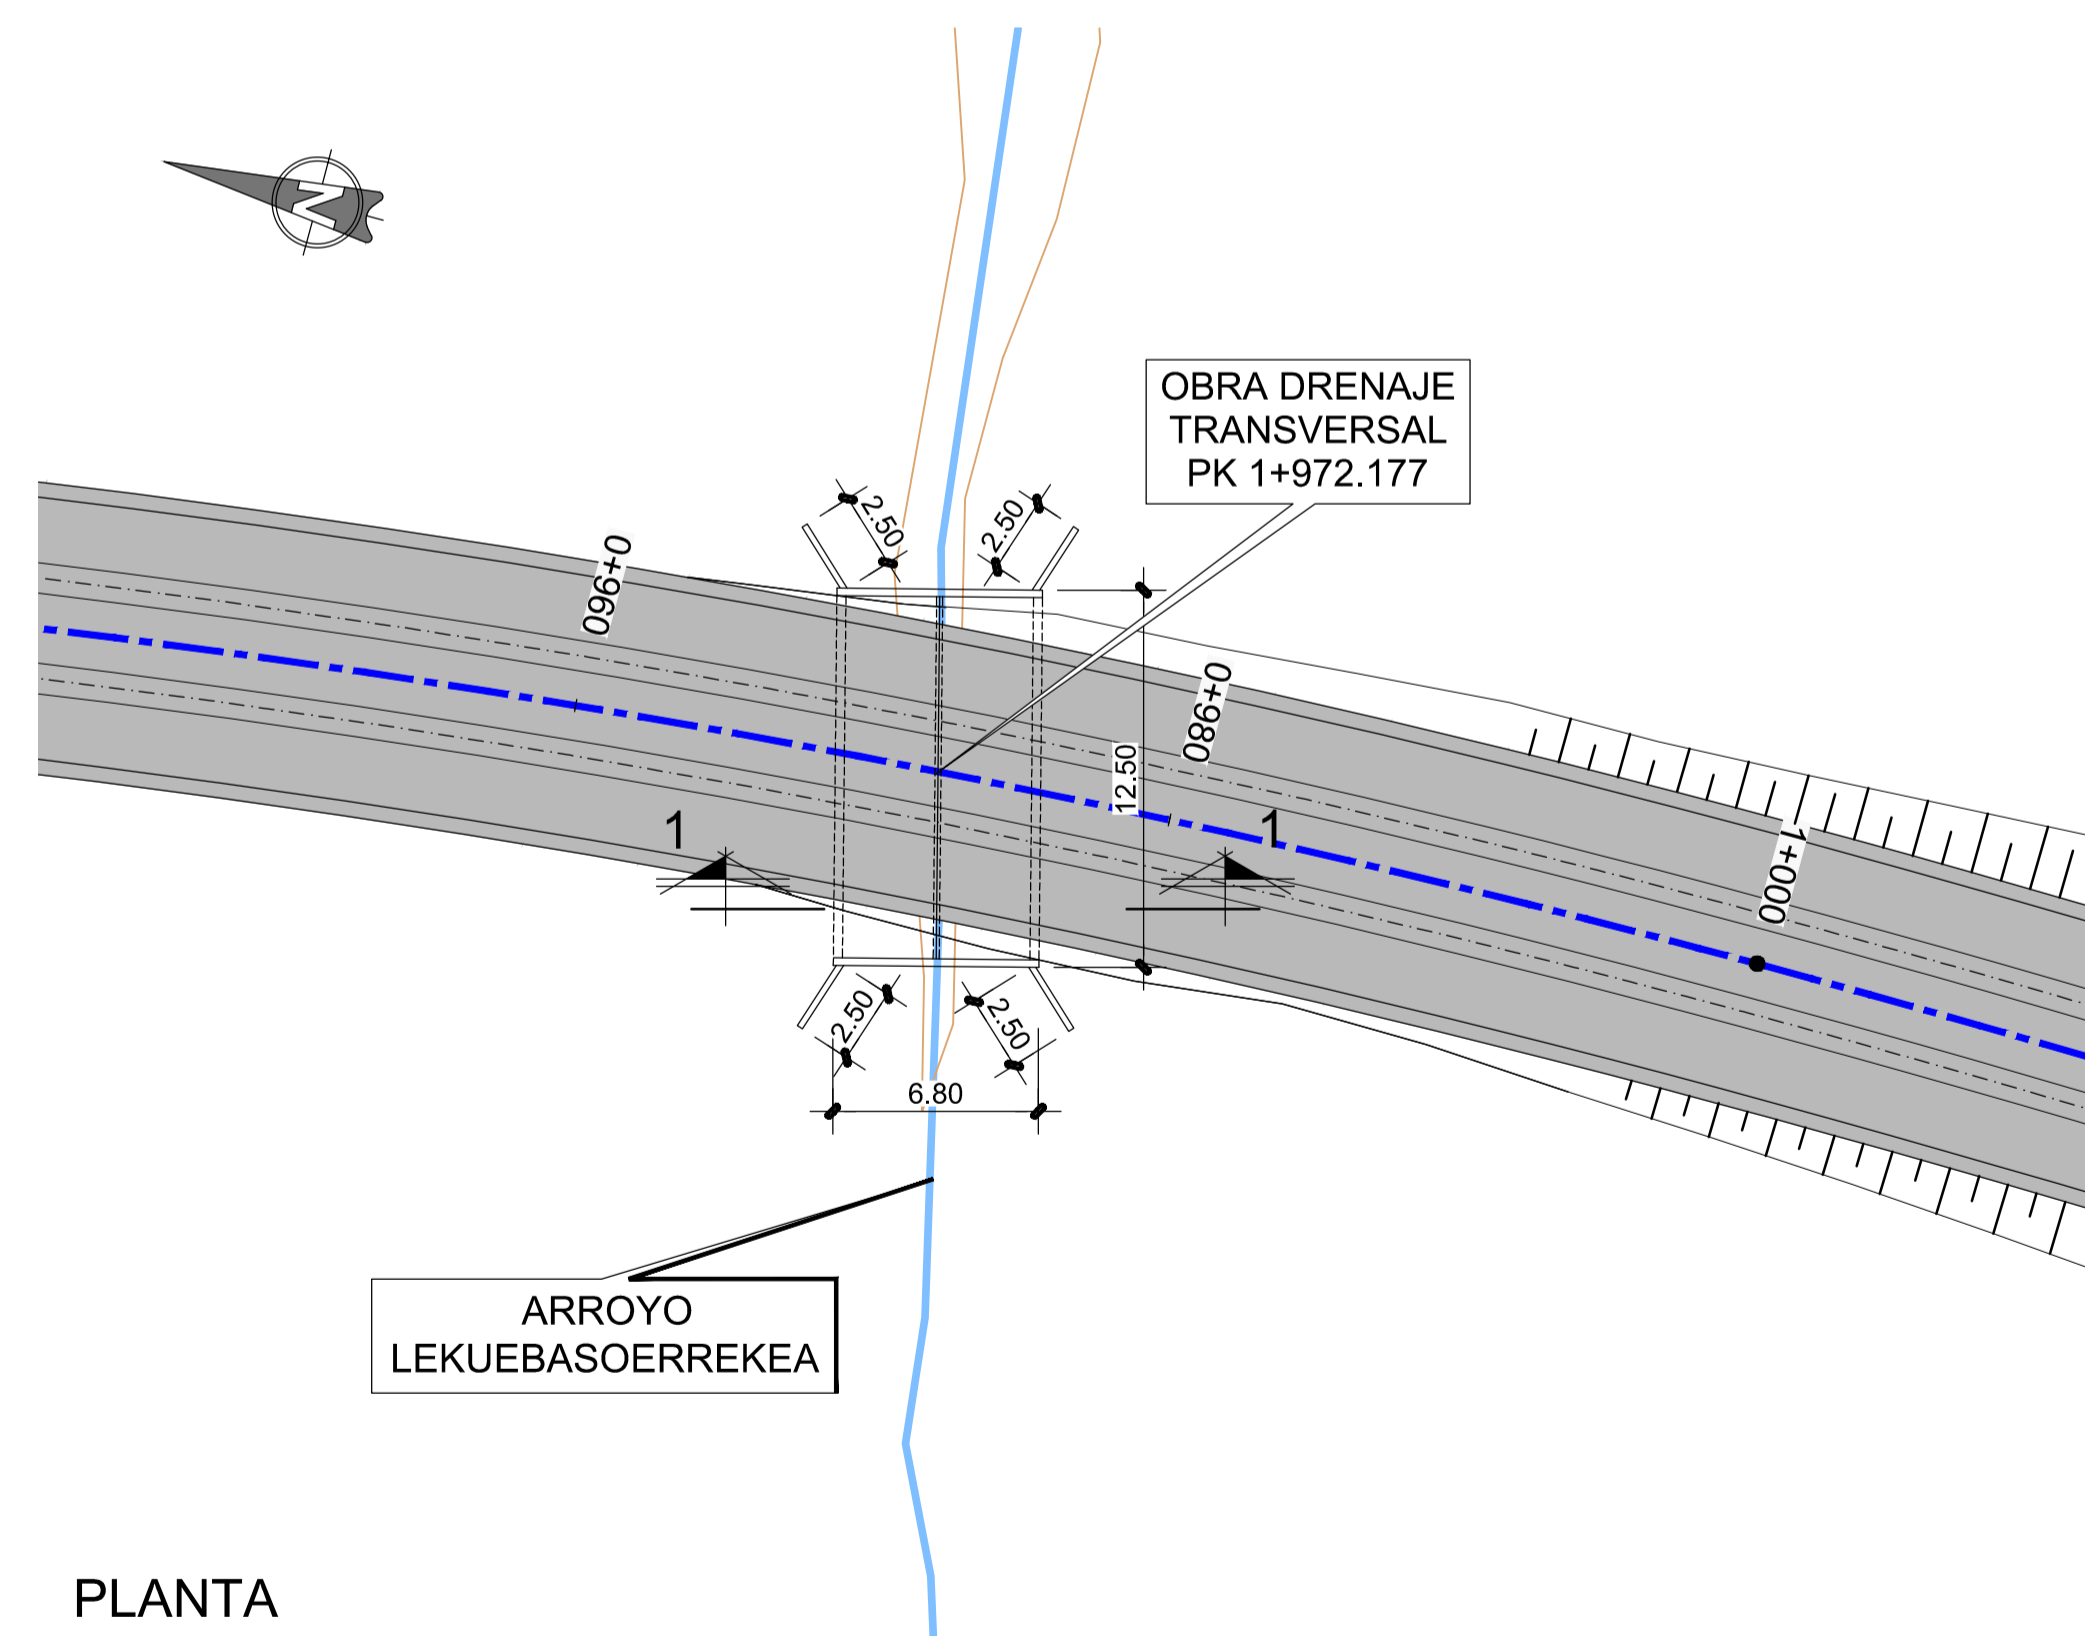 N
OBRA DRENAJE
TRANSVERSAL
PK 1+972.177
2.50
2.50
0+960
0+980
12.50
1
1
1+000
2.50
2.50
6.80
ARROYO
LEKUEBASOERREKEA
PLANTA